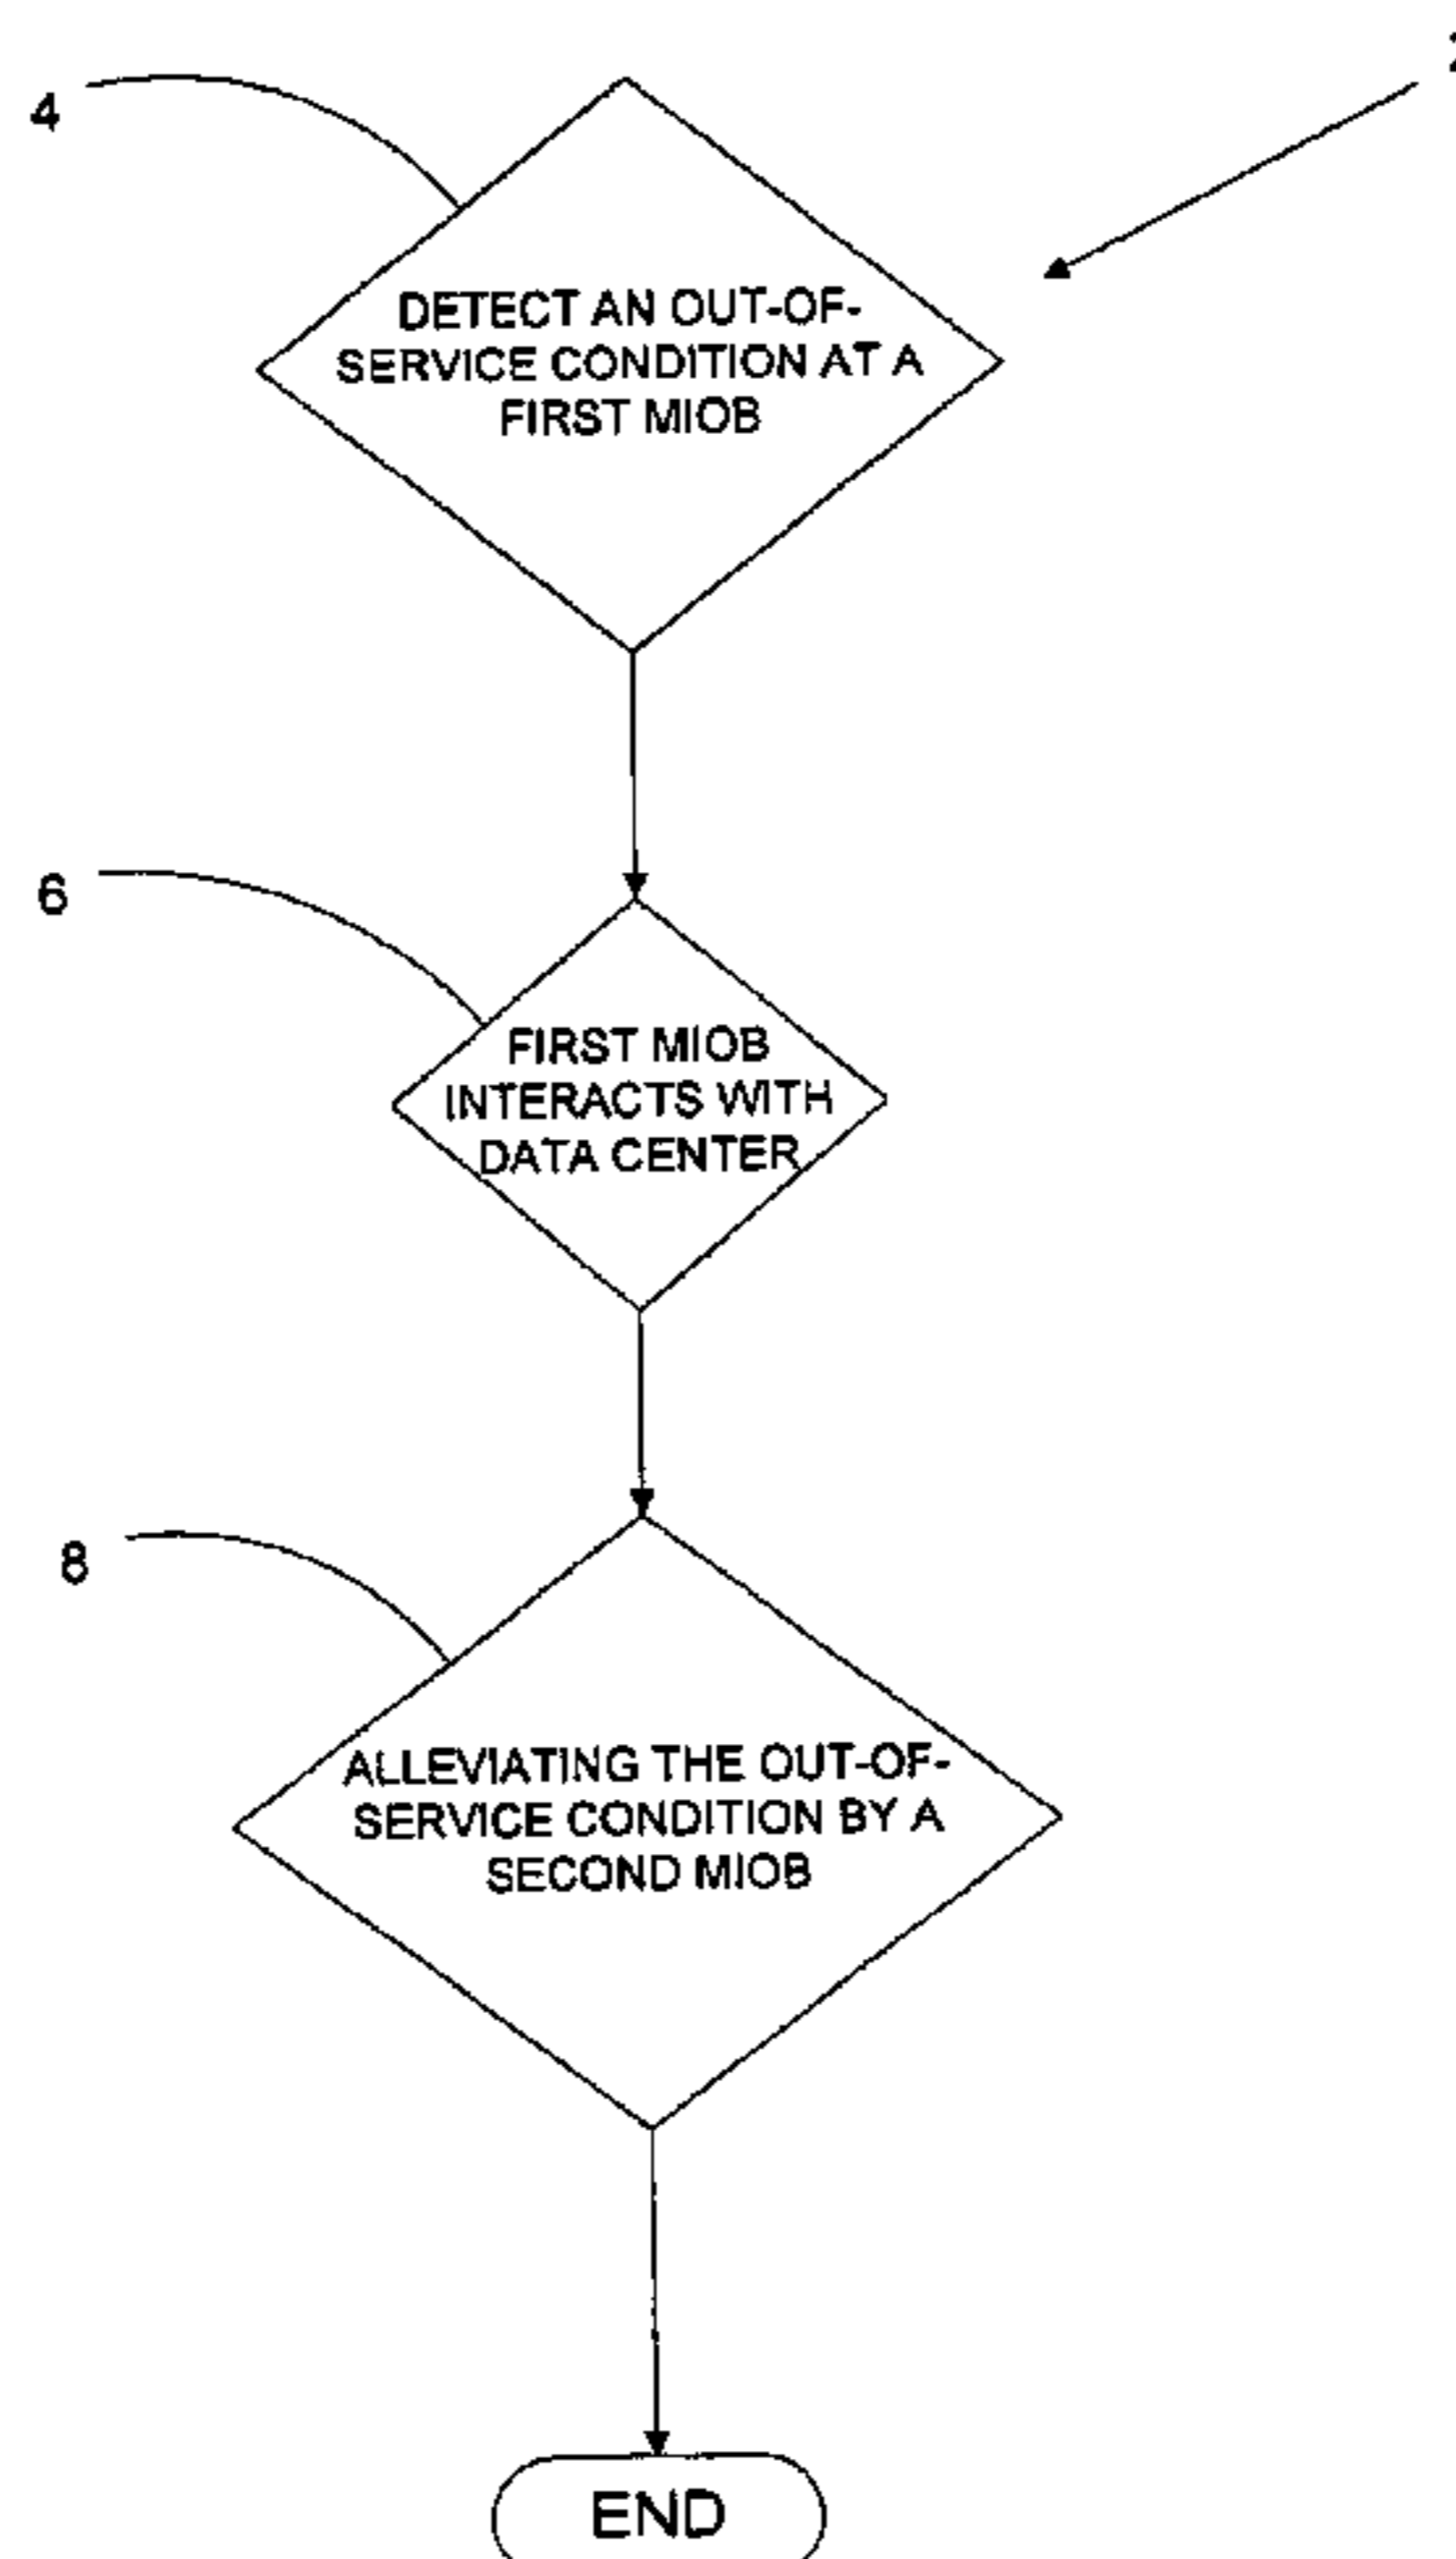 4
DETECT AN OUT-OF-
SERVICE CONDITION AT A
FIRST MIOB
6
FIRST MIOB
INTERACTS WITH
DATA CENTER
8
ALLEVIATING THE OUT-OF-
SERVICE CONDITION BY A
SECOND MIOB
END